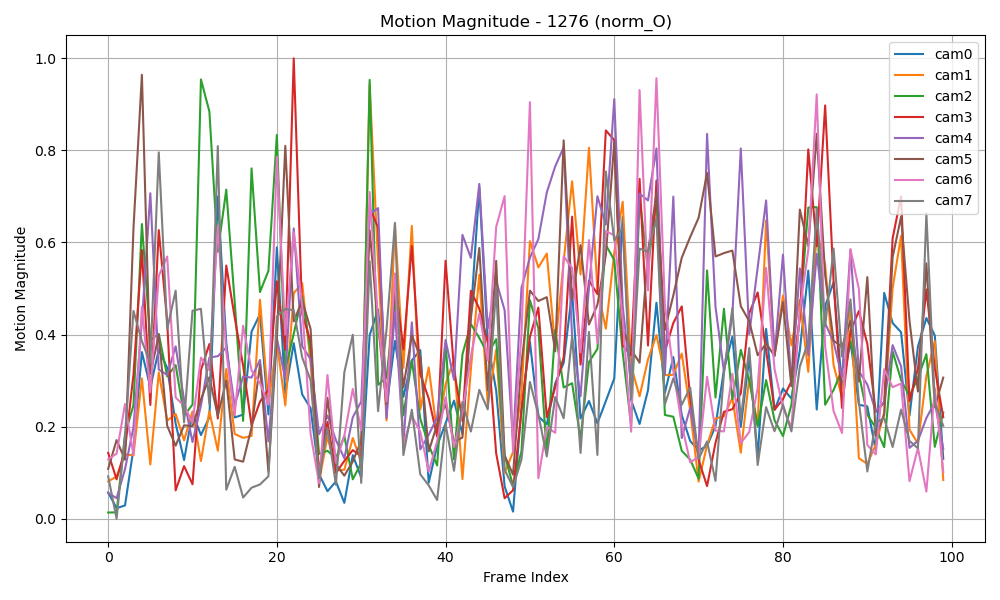 Motion Magnitude - 1276 (norm_O)
Motion Magnitude
1.0
0.8
0.6
0.4
0.2
0.0
0
20
40
60
80
100
Frame Index
cam0
cam1
cam2
cam3
cam4
cam5
cam6
cam7